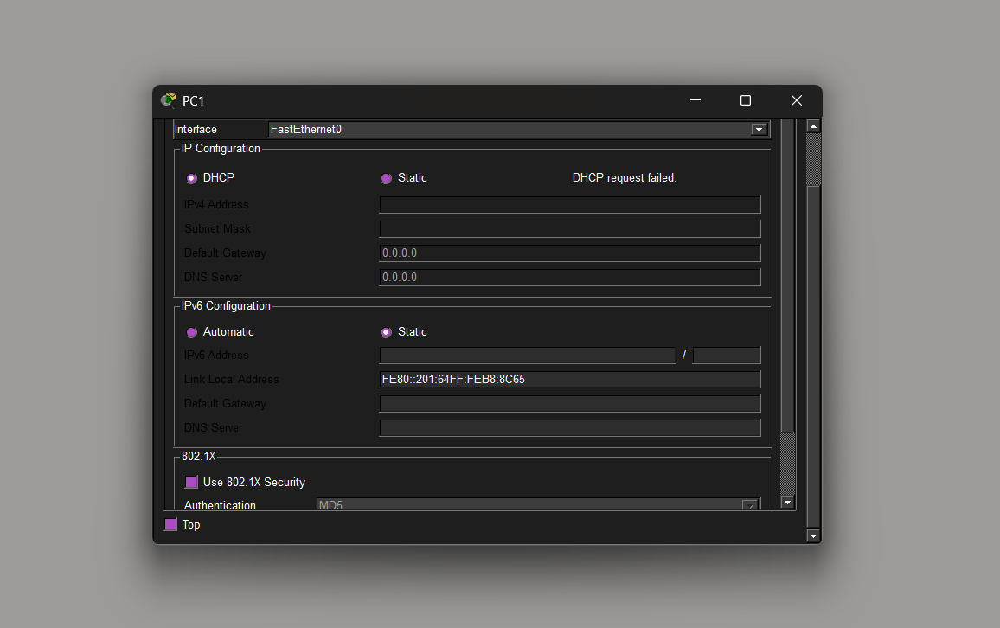 PC1
Interface FastEthernet0
IP Configuration
DHCP Static DHCP request failed.
IPv4 Address
Subnet Mask
Default Gateway 0.0.0.0
DNS Server 0.0.0.0
IPv6 Configuration
Automatic Static
IPv6 Address /
Link Local Address FE80::201:64FF:FEB8:8C65
Default Gateway
DNS Server
802.1X
Use 802.1X Security
Authentication MD5
Top